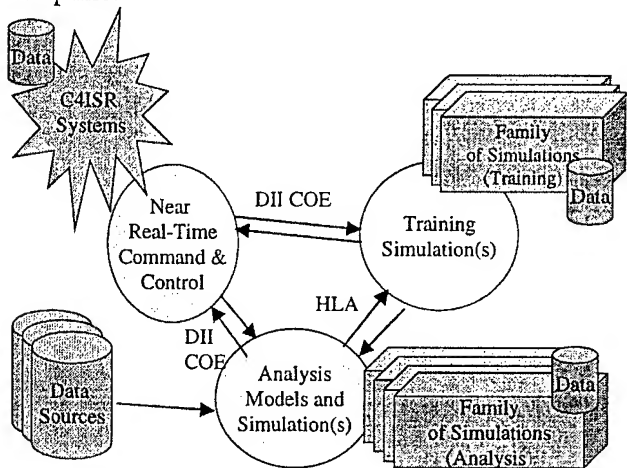 Data
C4ISR
Systems
Family
of Simulations
(Training)
Data
DII COE
Near
Real-Time
Command &
Control
Training
Simulation(s)
HLA
DII
COE
Data
Sources
Analysis
Models and
Simulation(s)
Data
Family
of Simulations
(Analysis